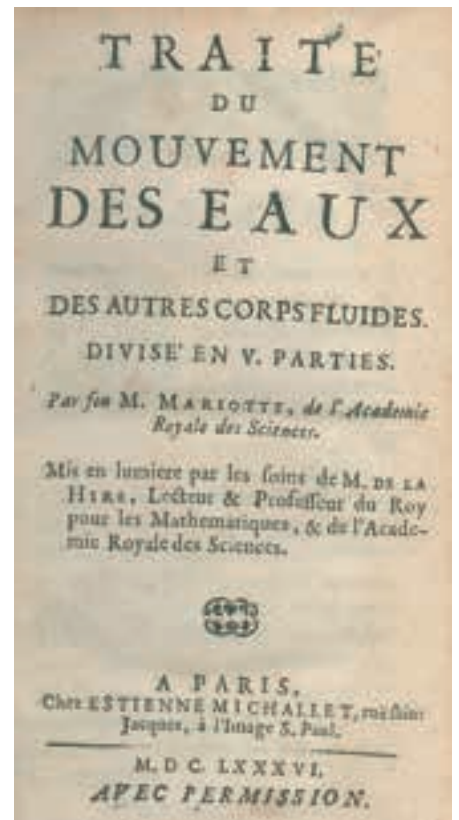 TRAITÉ
DU
MOUVEMENT
DES EAUX
ET
DES AUTRES CORPS FLUIDES.
DIVISE' EN V. PARTIES.
Par feu M. MARIOTTE, de l'Academie
Royale des Sciences.
Mis en lumiere par les soins de M. DE LA
HIRE, Lecteur & Professeur du Roy
pour les Mathematiques, & de l'Acade-
mie Royale des Sciences.
A PARIS,
Chez ESTIENNE MICHALLET, ruë saint
Jacques, à l'Image S. Paul.
M. DC. LXXXVI.
AVEC PERMISSION.